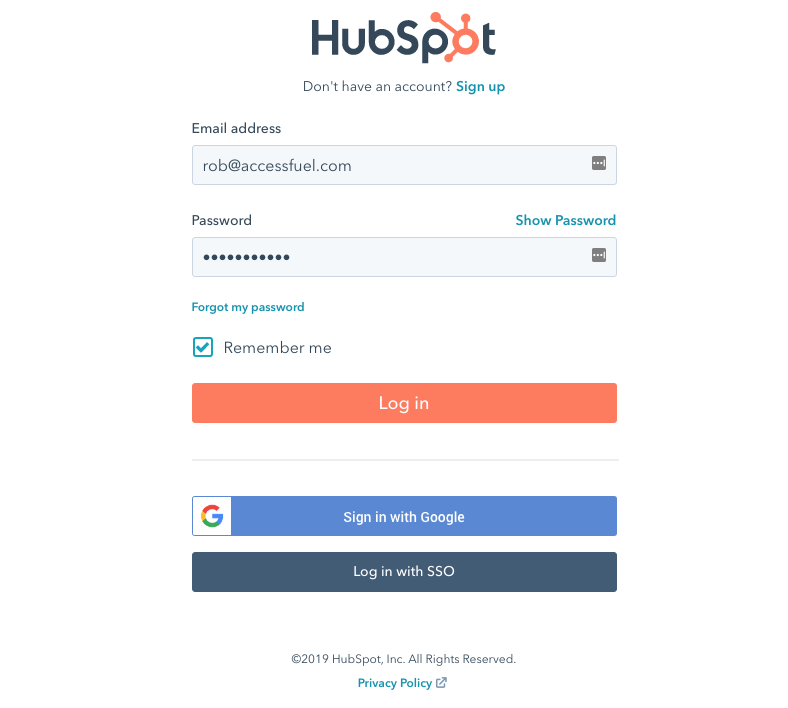 HubSpot
Don't have an account? Sign up
Email address
rob@accessfuel.com
Password Show Password
•••••••••••
Forgot my password
Remember me
Log in
Sign in with Google
Log in with SSO
©2019 HubSpot, Inc. All Rights Reserved.
Privacy Policy